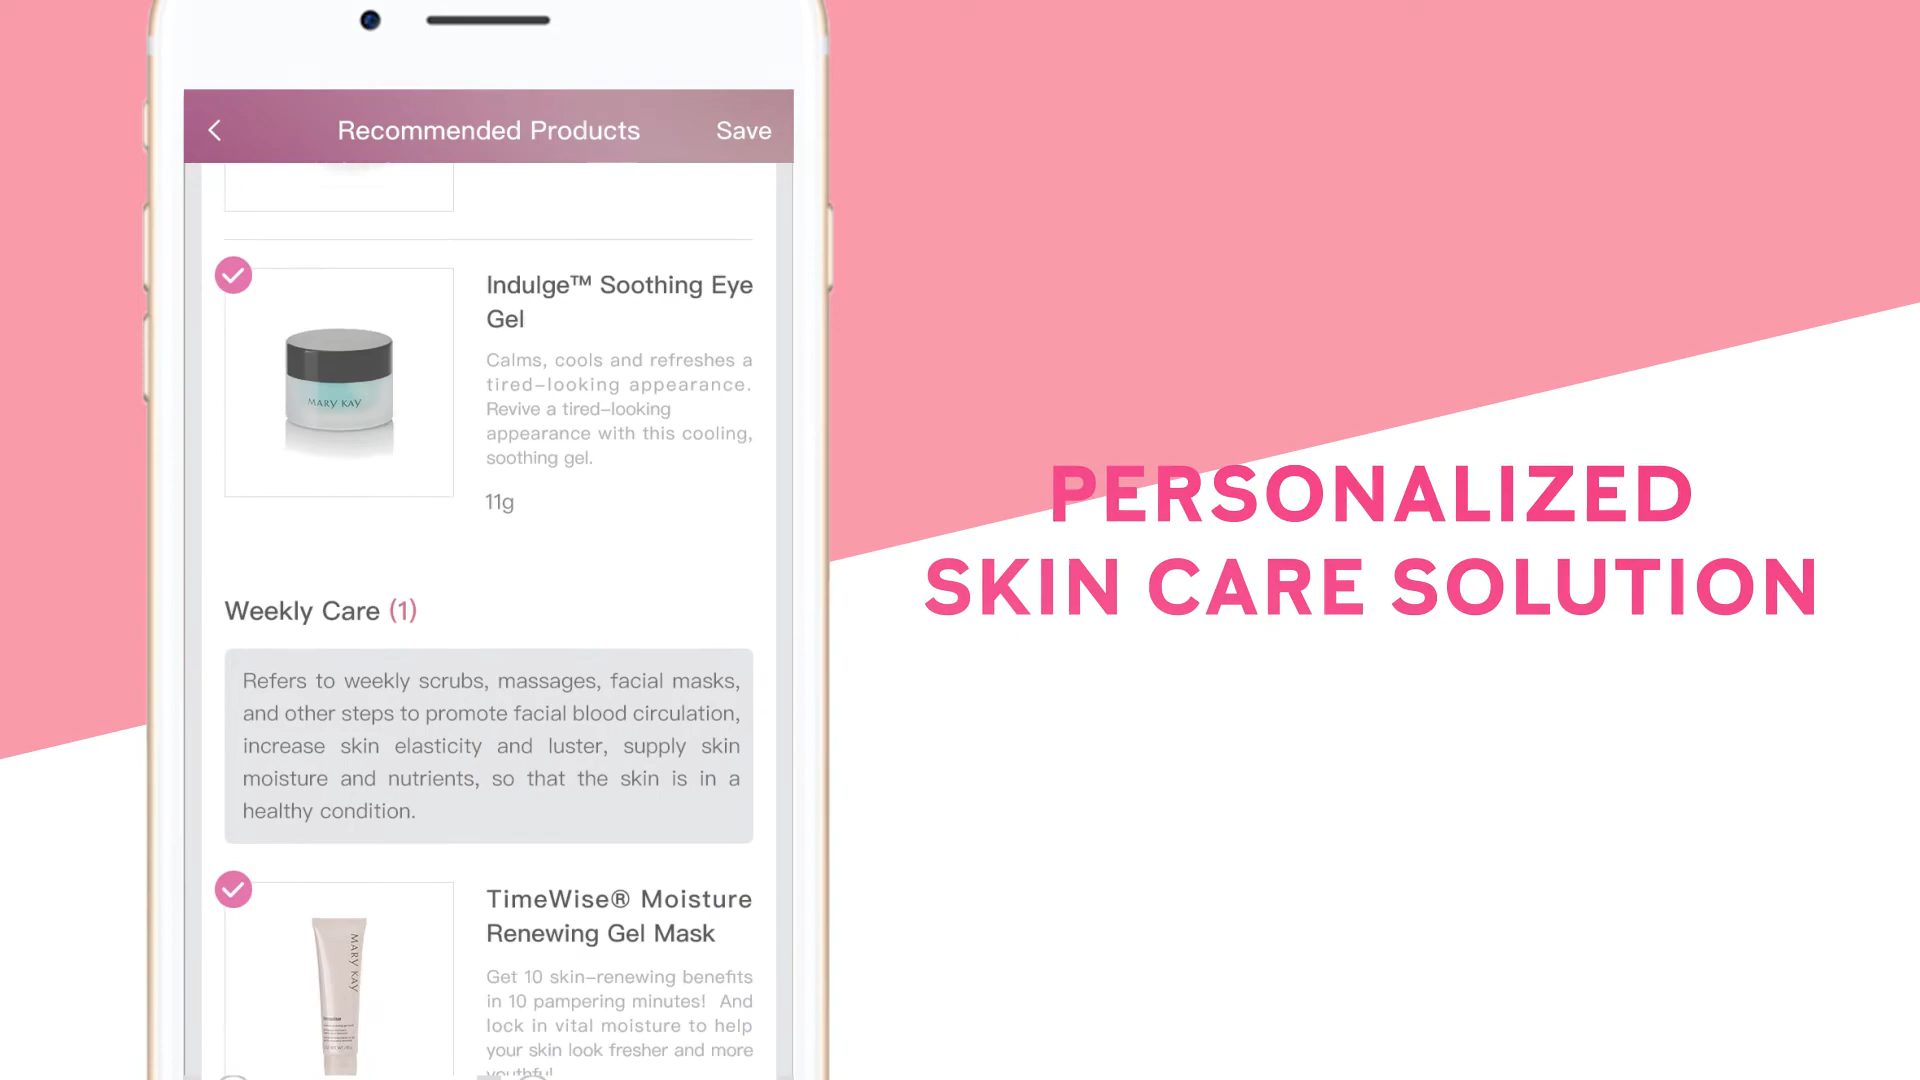 Recommended Products
Save
Indulge™ Soothing Eye
Gel
Calms, cools and refreshes a
tired–looking appearance.
Revive a tired–looking
appearance with this cooling,
soothing gel.
11g
MARY KAY
Weekly Care (1)
Refers to weekly scrubs, massages, facial masks,
and other steps to promote facial blood circulation,
increase skin elasticity and luster, supply skin
moisture and nutrients, so that the skin is in a
healthy condition.
TimeWise® Moisture
Renewing Gel Mask
Get 10 skin–renewing benefits
in 10 pampering minutes! And
lock in vital moisture to help
your skin look fresher and more
youthful
MARY KAY
PERSONALIZED
SKIN CARE SOLUTION